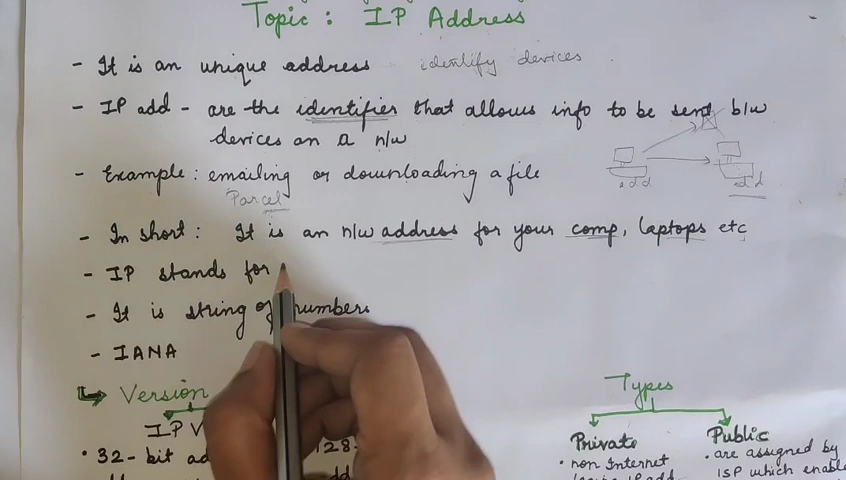 Topic : IP Address
- It is an unique address identify devices
- IP add - are the identifier that allows info to be sent b/w
devices on a n/w
add add
- Example : emailing or downloading a file
Parcel
- In short : It is an n/w address for your comp, laptops etc
- IP stands for
- It is string of numbers
- IANA
Version
Types
IP V
Private
Public
• 32-bit ad
128-
• non Internet
• are assigned by
ISP which enable